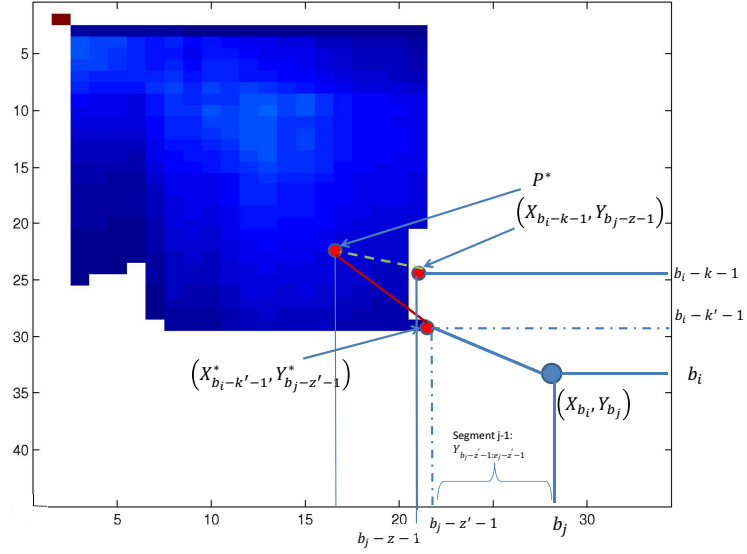 5
10
15
20
25
30
35
40
P*
(X_{b_i-k-1}, Y_{b_j-z-1})
b_i - k - 1
b_i - k' - 1
(X*_{b_i-k'-1}, Y*_{b_j-z'-1})
b_i
(X_{b_i}, Y_{b_j})
Segment j-1:
Y_{b_j-z'-1:e_j-z'-1}
5
10
15
20
b_j - z' - 1
b_j
30
b_j - z - 1